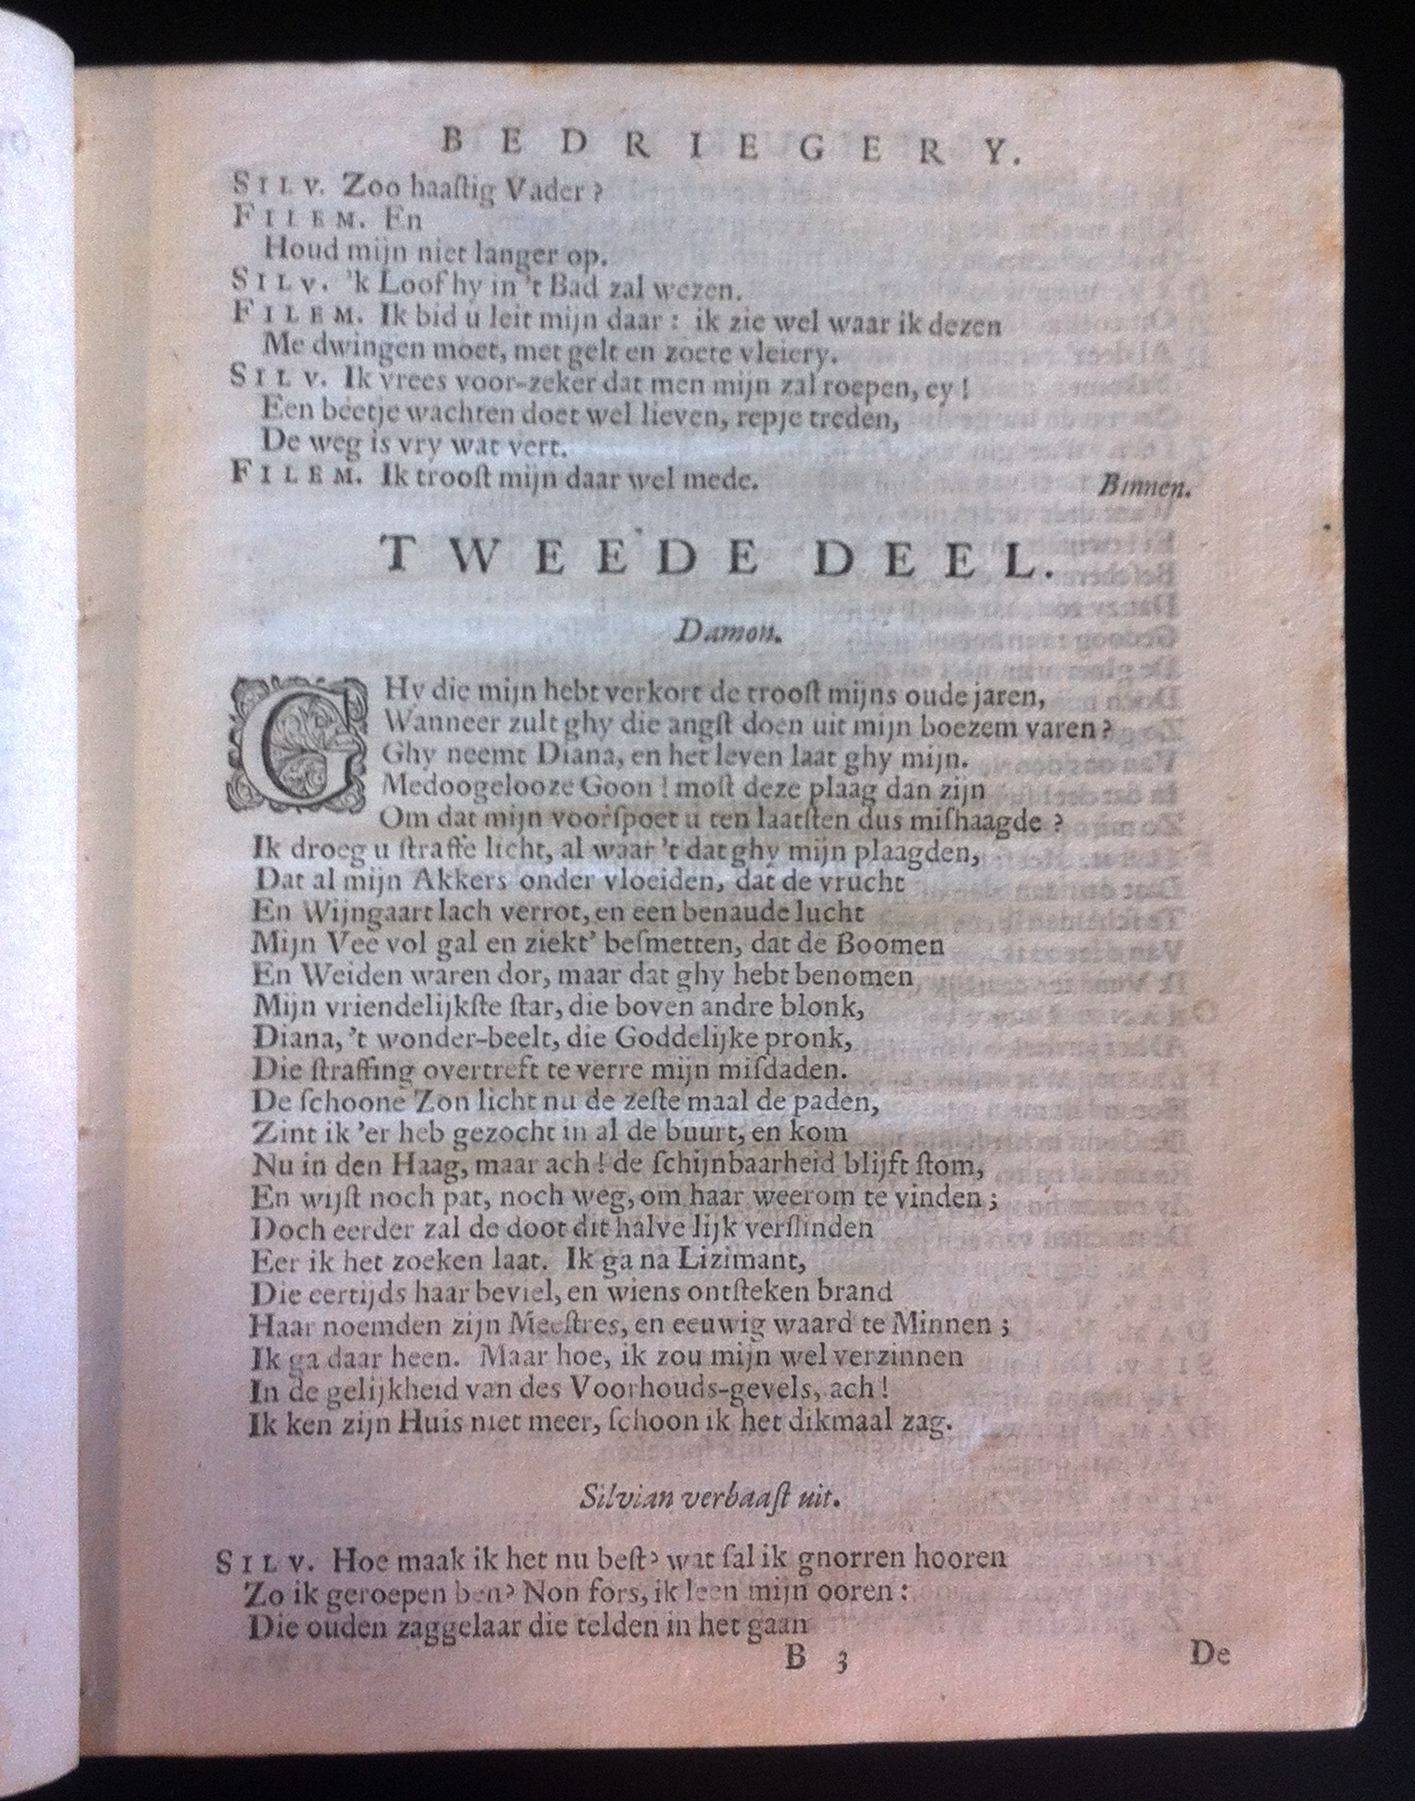 BEDRIEGERY.
SILV. Zoo haaſtig Vader?
FILEM. En
Houd mijn niet langer op.
SILV. 'k Loof hy in 't Bad zal wezen.
FILEM. Ik bid u leit mijn daar: ik zie wel waar ik dezen
Me dwingen moet, met gelt en zoete vleiery.
SILV. Ik vrees voor-zeker dat men mijn zal roepen, ey!
Een beetje wachten doet wel lieven, repje treden,
De weg is vry wat vert.
FILEM. Ik trooſt mijn daar wel mede. Binnen.
TWEEDE DEEL.
Damon.
GHy die mijn hebt verkort de trooſt mijns oude jaren,
Wanneer zult ghy die angſt doen uit mijn boezem varen?
Ghy neemt Diana, en het leven laat ghy mijn.
Medoogelooze Goon! moſt deze plaag dan zijn
Om dat mijn voorſpoet u ten laatſten dus miſhaagde?
Ik droeg u ſtraffe licht, al waar 't dat ghy mijn plaagden,
Dat al mijn Akkers onder vloeiden, dat de vrucht
En Wijngaart lach verrot, en een benaude lucht
Mijn Vee vol gal en ziekt' beſmetten, dat de Boomen
En Weiden waren dor, maar dat ghy hebt benomen
Mijn vriendelijkſte ſtar, die boven andre blonk,
Diana, 't wonder-beelt, die Goddelijke pronk,
Die ſtraffing overtreft te verre mijn miſdaden.
De ſchoone Zon licht nu de zeſte maal de paden,
Zint ik 'er heb gezocht in al de buurt, en kom
Nu in den Haag, maar ach! de ſchijnbaarheid blijft ſtom,
En wijſt noch pat, noch weg, om haar weerom te vinden;
Doch eerder zal de doot dit halve lijk verſlinden
Eer ik het zoeken laat. Ik ga na Lizimant,
Die eertijds haar beviel, en wiens ontſteken brand
Haar noemden zijn Meeſtres, en eeuwig waard te Minnen;
Ik ga daar heen. Maar hoe, ik zou mijn wel verzinnen
In de gelijkheid van des Voorhouds-gevels, ach!
Ik ken zijn Huis niet meer, ſchoon ik het dikmaal zag.
Silvian verbaaſt uit.
SILV. Hoe maak ik het nu beſt? wat ſal ik gnorren hooren
Zo ik geroepen ben? Non fors, ik leen mijn ooren:
Die ouden zaggelaar die telden in het gaan
B 3 De